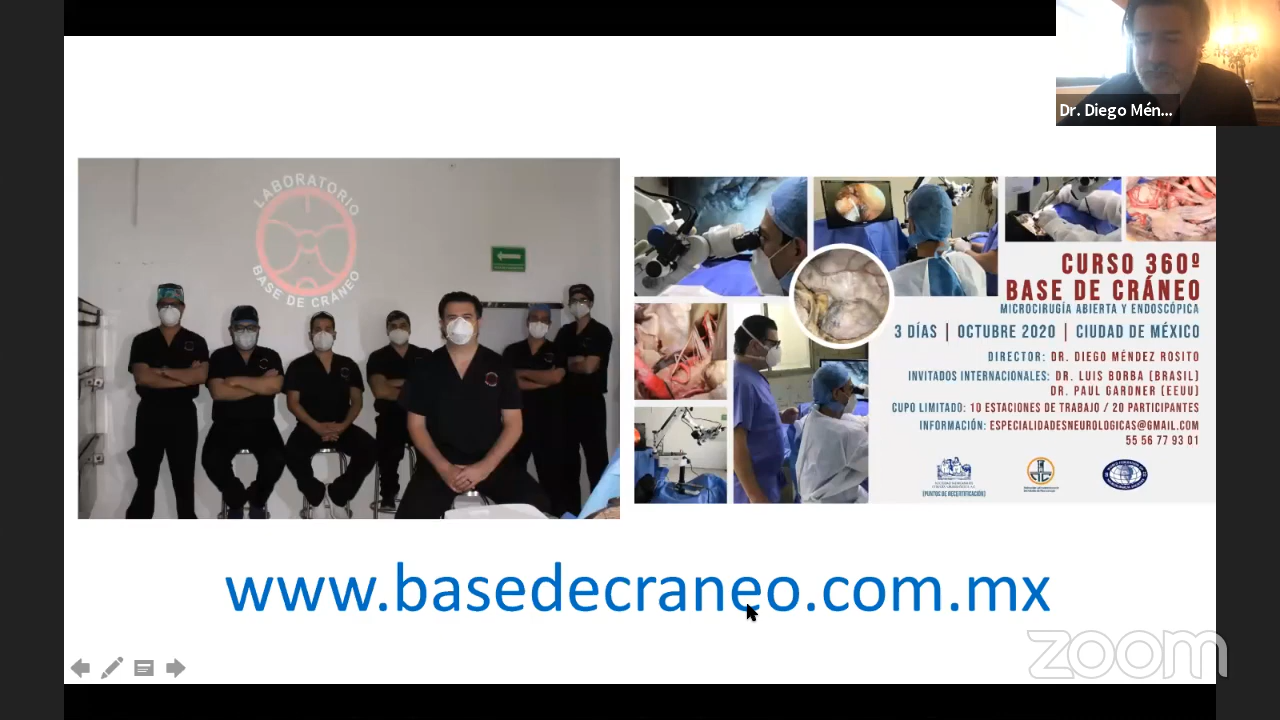 Dr. Diego Mén...
LABORATORIO
BASE DE CRÁNEO
CURSO 360º
BASE DE CRÁNEO
MICROCIRUGÍA ABIERTA Y ENDOSCÓPICA
3 DÍAS | OCTUBRE 2020 | CIUDAD DE MÉXICO
DIRECTOR: DR. DIEGO MÉNDEZ ROSITO
INVITADOS INTERNACIONALES: DR. LUIS BORBA (BRASIL)
DR. PAUL GARDNER (EEUU)
CUPO LIMITADO: 10 ESTACIONES DE TRABAJO / 20 PARTICIPANTES
INFORMACIÓN: ESPECIALIDADESNEUROLOGICAS@GMAIL.COM
55 56 77 93 01
(PUNTOS DE RECERTIFICACIÓN)
www.basedecraneo.com.mx
zoom